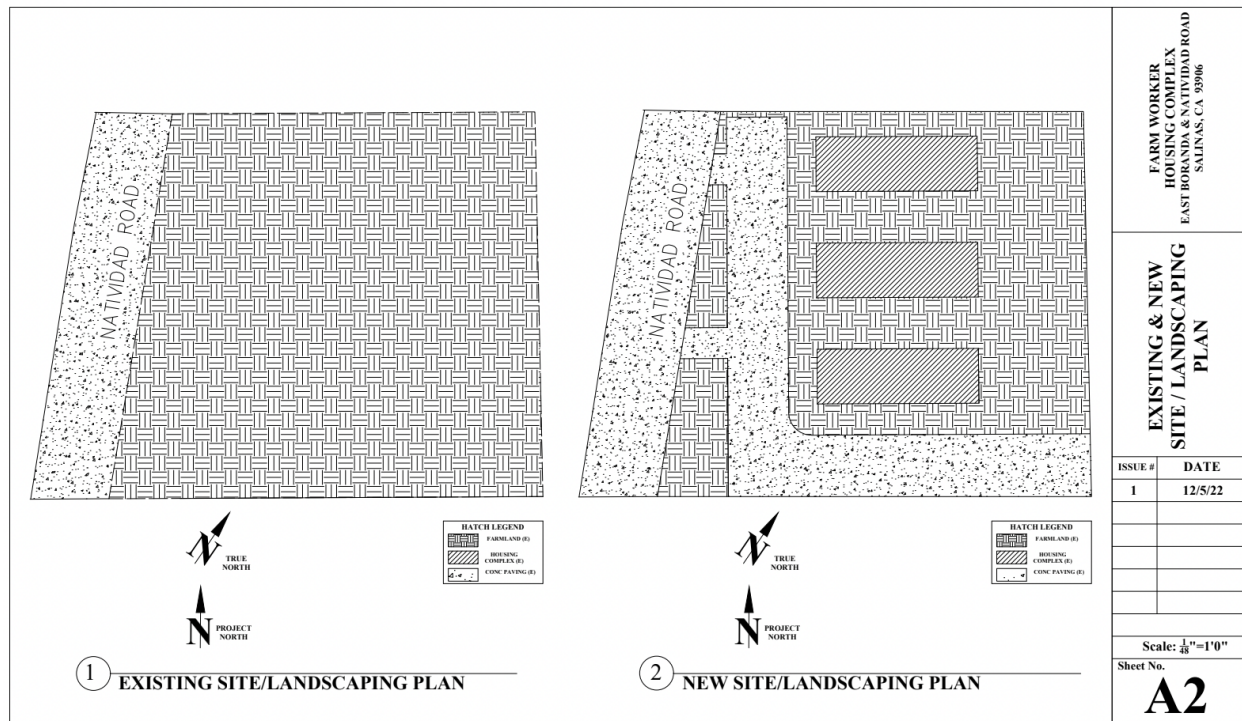 NATIVIDAD ROAD
NATIVIDAD ROAD
N
TRUE
NORTH
N
PROJECT
NORTH
HATCH LEGEND
FARMLAND (E)
HOUSING
COMPLEX (E)
CONC PAVING (E)
1
EXISTING SITE/LANDSCAPING PLAN
N
TRUE
NORTH
N
PROJECT
NORTH
HATCH LEGEND
FARMLAND (E)
HOUSING
COMPLEX (E)
CONC PAVING (E)
2
NEW SITE/LANDSCAPING PLAN
FARM WORKER
HOUSING COMPLEX
EAST BORANDA & NATIVIDAD ROAD
SALINAS, CA 93906
EXISTING & NEW
SITE / LANDSCAPING
PLAN
ISSUE # DATE
1 12/5/22
Scale: 1/48"=1'0"
Sheet No.
A2